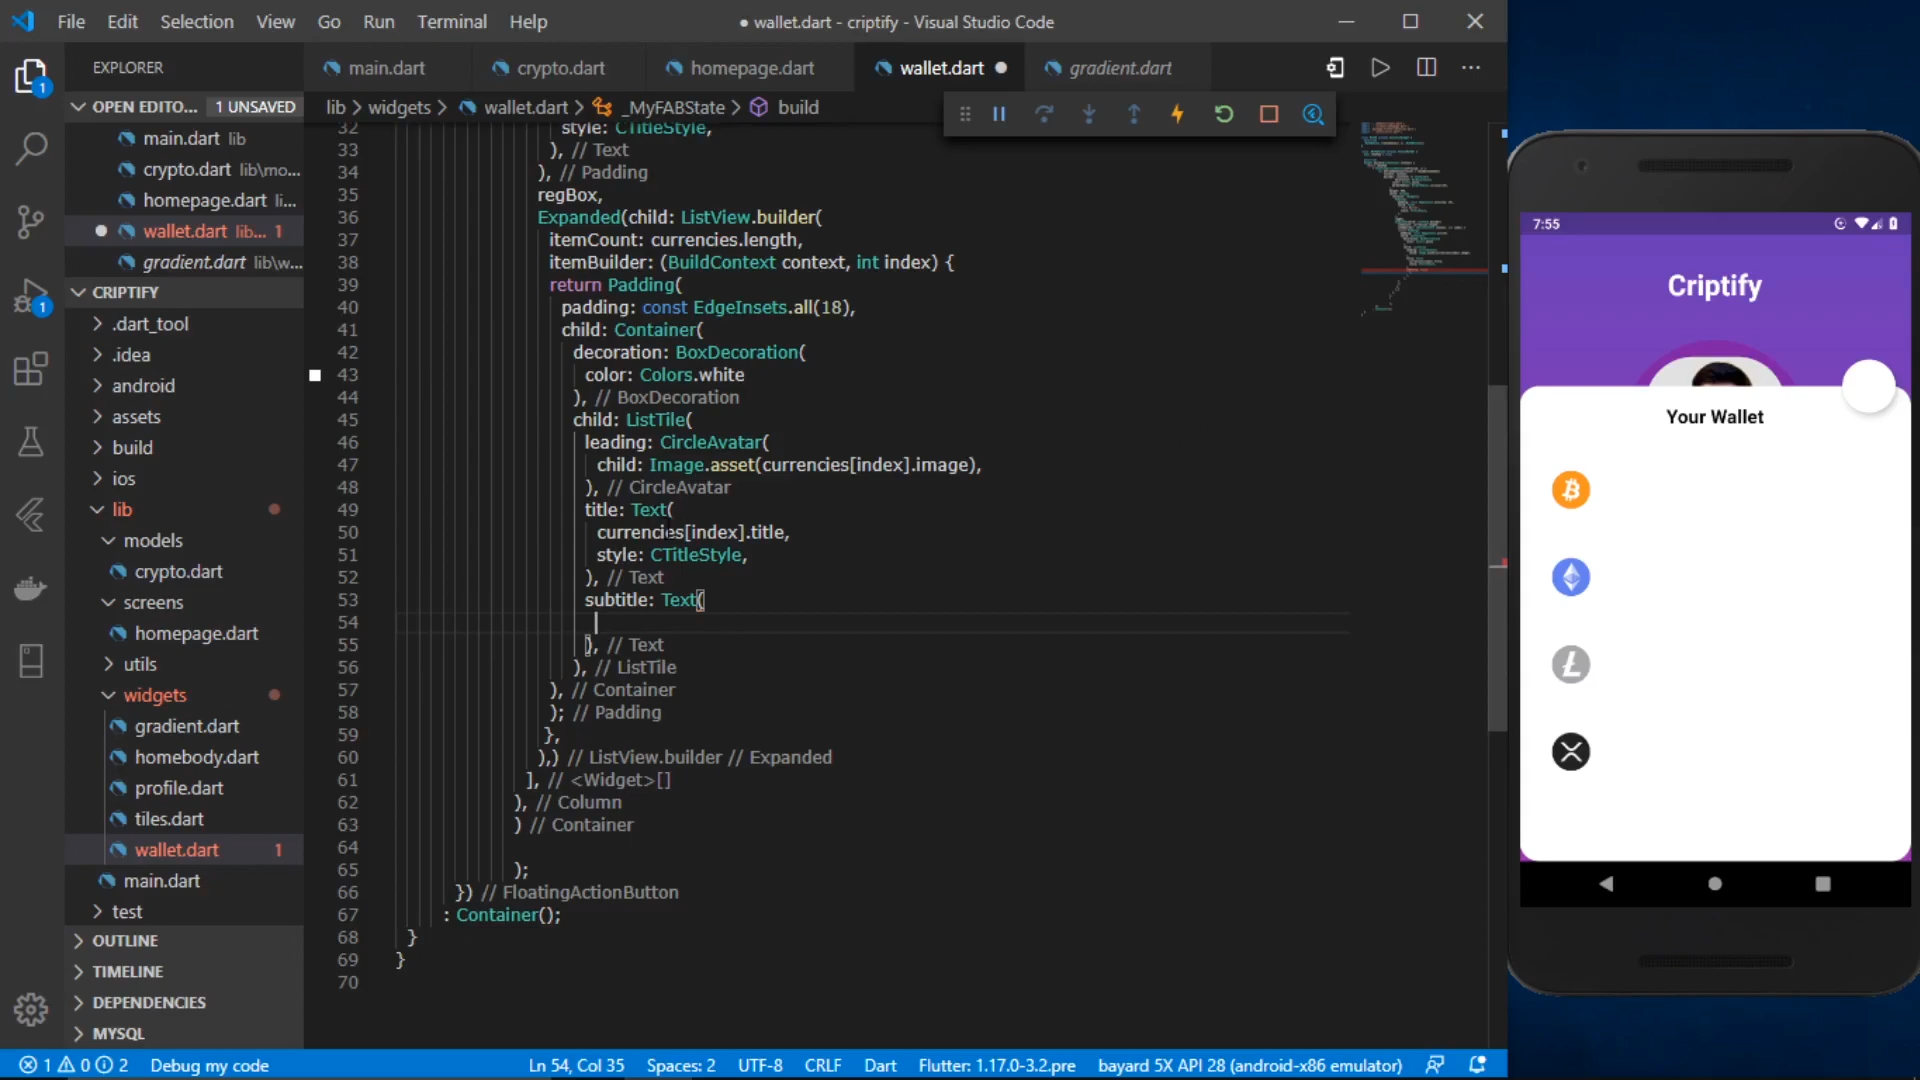 File Edit Selection View Go Run Terminal Help
● wallet.dart - criptify - Visual Studio Code
EXPLORER
main.dart crypto.dart homepage.dart wallet.dart gradient.dart
OPEN EDITO... 1 UNSAVED
main.dart lib
crypto.dart lib\mo...
homepage.dart li...
wallet.dart lib... 1
gradient.dart lib\w...
CRIPTIFY
.dart_tool
.idea
android
assets
build
ios
lib
models
crypto.dart
screens
homepage.dart
utils
widgets
gradient.dart
homebody.dart
profile.dart
tiles.dart
wallet.dart 1
main.dart
test
OUTLINE
TIMELINE
DEPENDENCIES
MYSQL
1
1
lib > widgets > wallet.dart > _MyFABState > build
32 style: CTitleStyle,
33 ), // Text
34 ), // Padding
35 regBox,
36 Expanded(child: ListView.builder(
37 itemCount: currencies.length,
38 itemBuilder: (BuildContext context, int index) {
39 return Padding(
40 padding: const EdgeInsets.all(18),
41 child: Container(
42 decoration: BoxDecoration(
43 color: Colors.white
44 ), // BoxDecoration
45 child: ListTile(
46 leading: CircleAvatar(
47 child: Image.asset(currencies[index].image),
48 ), // CircleAvatar
49 title: Text(
50 currencies[index].title,
51 style: CTitleStyle,
52 ), // Text
53 subtitle: Text(
54
55 ), // Text
56 ), // ListTile
57 ), // Container
58 ); // Padding
59 },
60 ),) // ListView.builder // Expanded
61 ], // <Widget>[]
62 ), // Column
63 ) // Container
64
65 );
66 }) // FloatingActionButton
67 : Container();
68 }
69 }
70
7:55
Criptify
Your Wallet
1 0 2 Debug my code Ln 54, Col 35 Spaces: 2 UTF-8 CRLF Dart Flutter: 1.17.0-3.2.pre bayard 5X API 28 (android-x86 emulator)